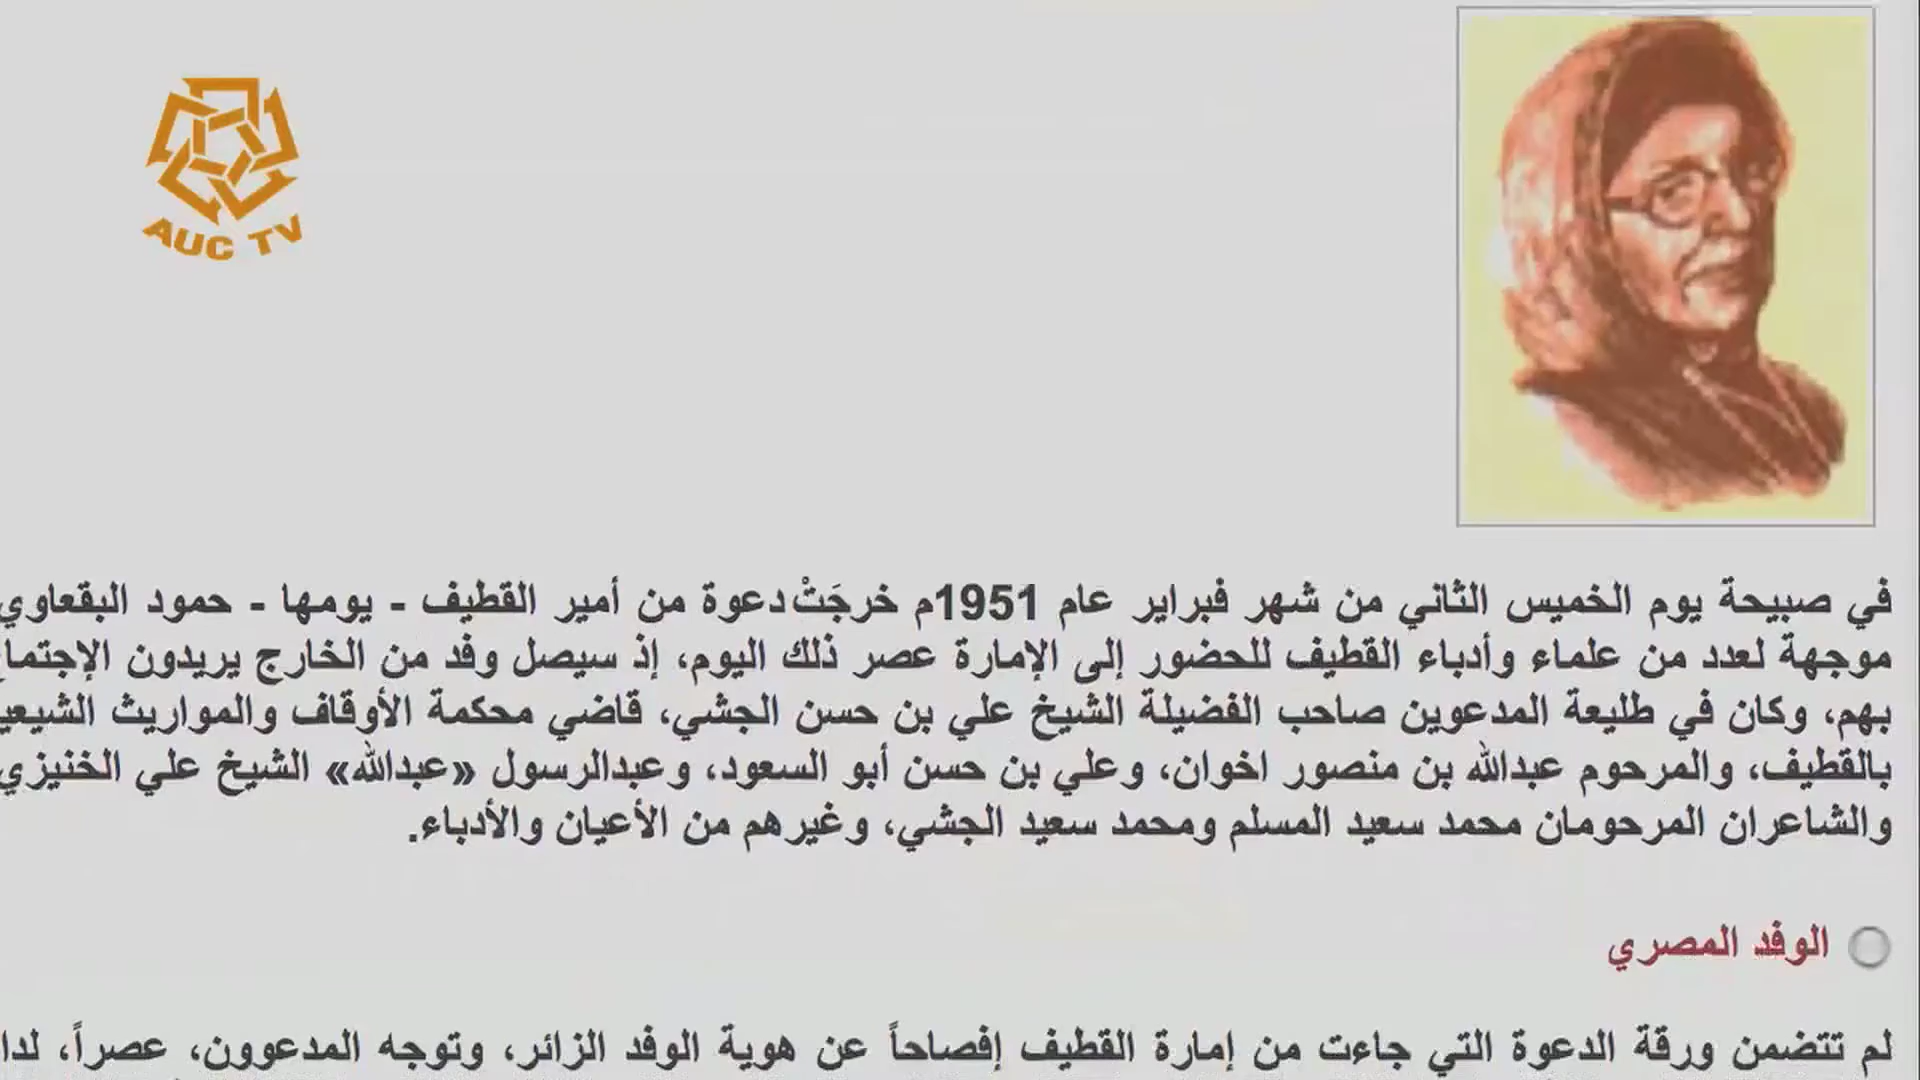 AUC TV
في صبيحة يوم الخميس الثاني من شهر فبراير عام 1951م خرجَتْ دعوة من أمير القطيف - يومها - حمود البقعاوي
موجهة لعدد من علماء وأدباء القطيف للحضور إلى الإمارة عصر ذلك اليوم، إذ سيصل وفد من الخارج يريدون
بهم، وكان في طليعة المدعوين صاحب الفضيلة الشيخ علي بن حسن الجشي، قاضي محكمة الأوقاف والمواريث
بالقطيف، والمرحوم عبدالله بن منصور اخوان، وعلي بن حسن أبو السعود، وعبدالرسول «عبدالله» الشيخ علي الخنيزي
والشاعران المرحومان محمد سعيد المسلم ومحمد سعيد الجشي، وغيرهم من الأعيان والأدباء.
الوفد المصري
لم تتضمن ورقة الدعوة التي جاءت من إمارة القطيف إفصاحاً عن هوية الوفد الزائر، وتوجه المدعوون، عصراً،